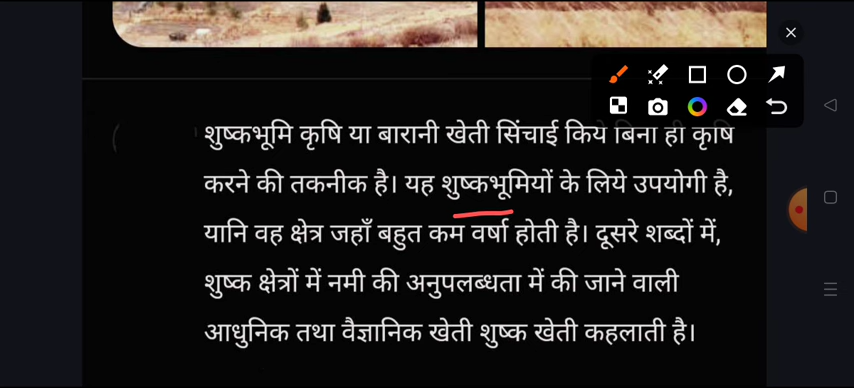 शुष्कभूमि कृषि या बारानी खेती सिंचाई किये बिना ही कृषि
करने की तकनीक है। यह शुष्कभूमियों के लिये उपयोगी है,
यानि वह क्षेत्र जहाँ बहुत कम वर्षा होती है। दूसरे शब्दों में,
शुष्क क्षेत्रों में नमी की अनुपलब्धता में की जाने वाली
आधुनिक तथा वैज्ञानिक खेती शुष्क खेती कहलाती है।